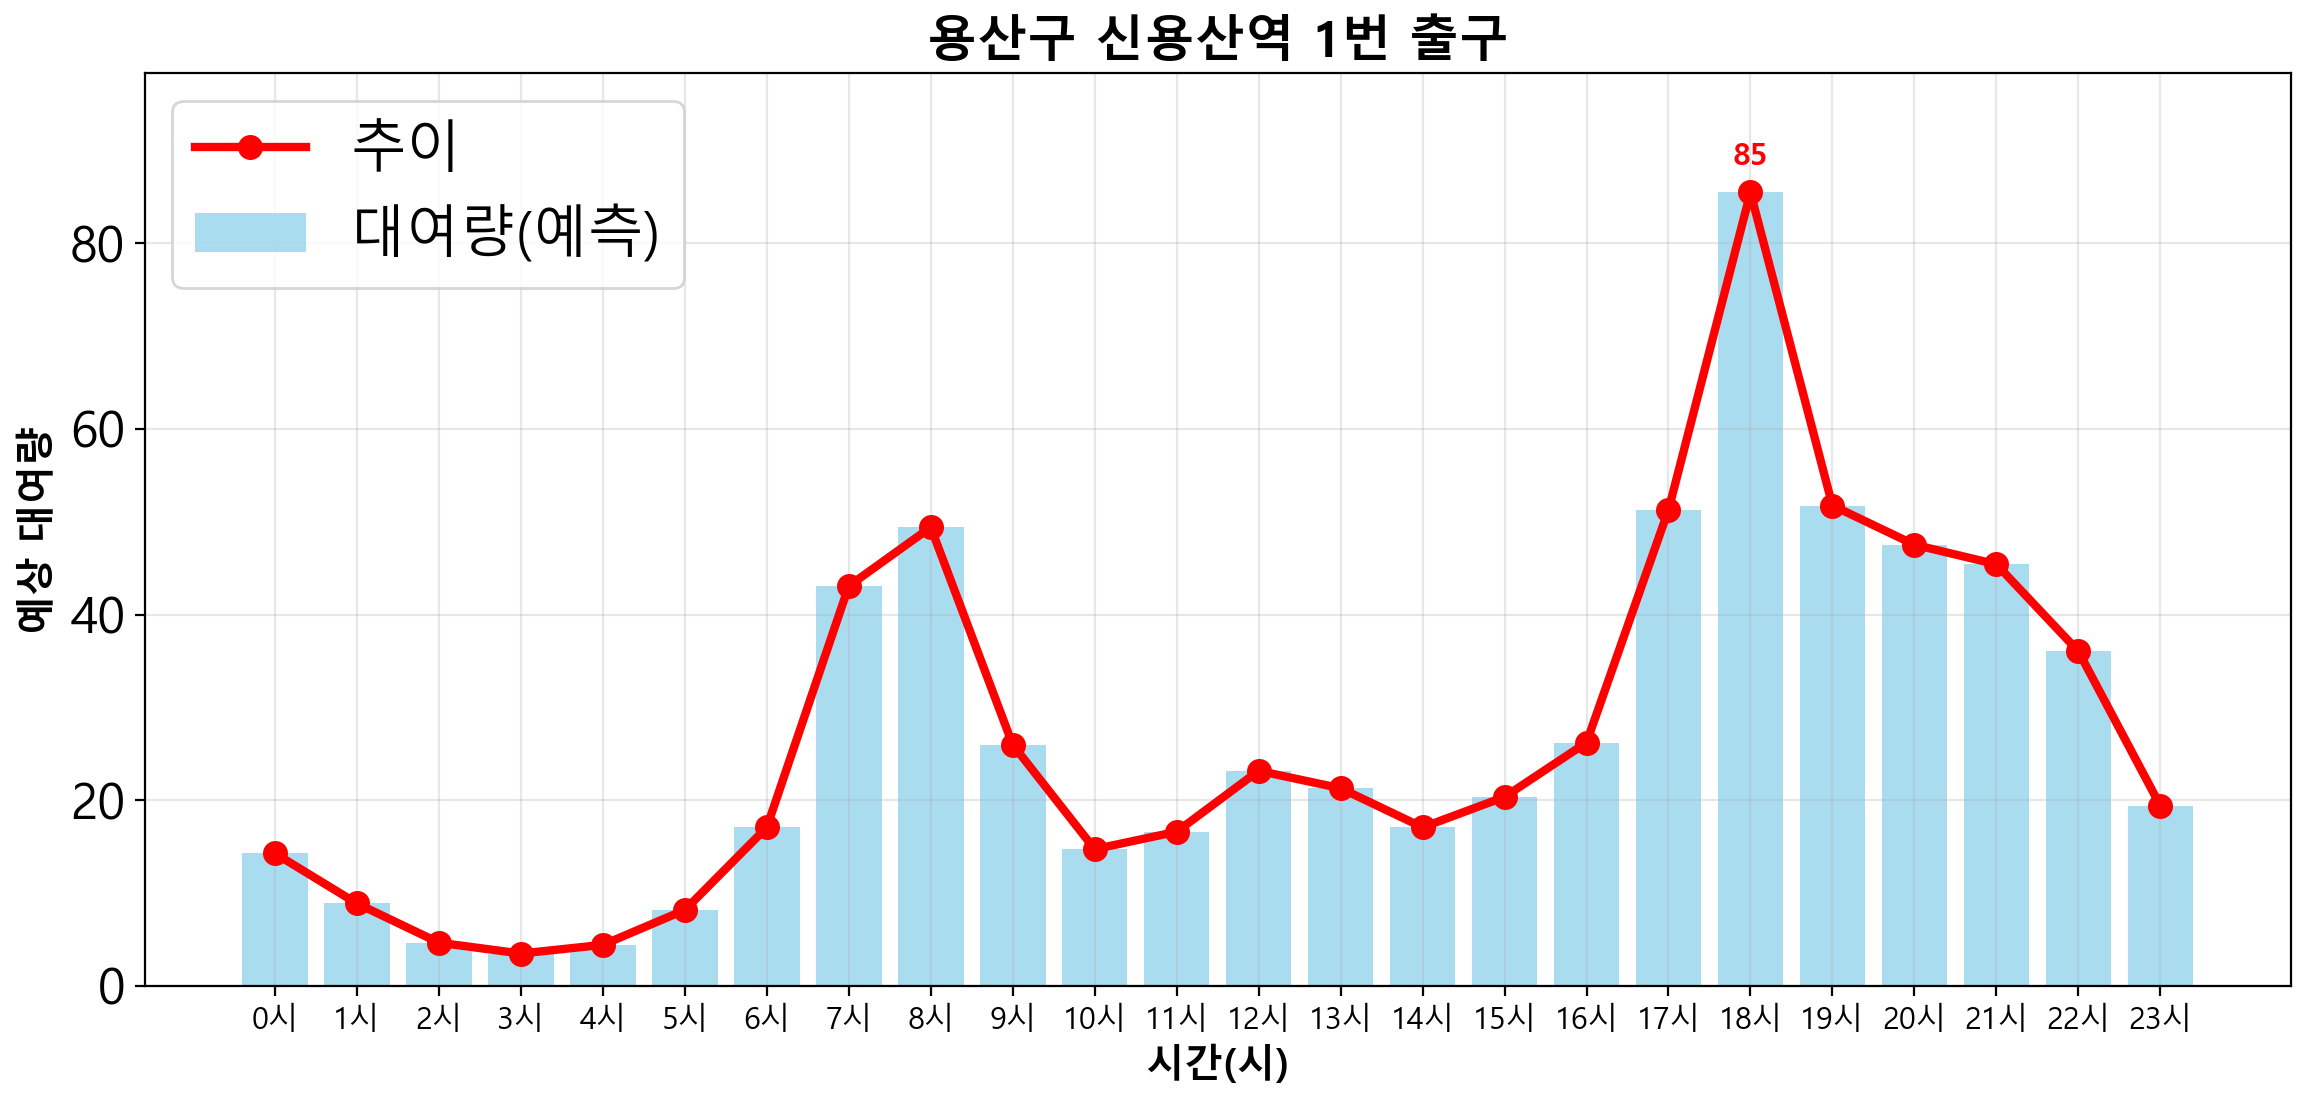 용산구 신용산역 1번 출구
추이
대여량(예측)
85
80
60
40
20
0
예상 대여량
0시 1시 2시 3시 4시 5시 6시 7시 8시 9시 10시 11시 12시 13시 14시 15시 16시 17시 18시 19시 20시 21시 22시 23시
시간(시)